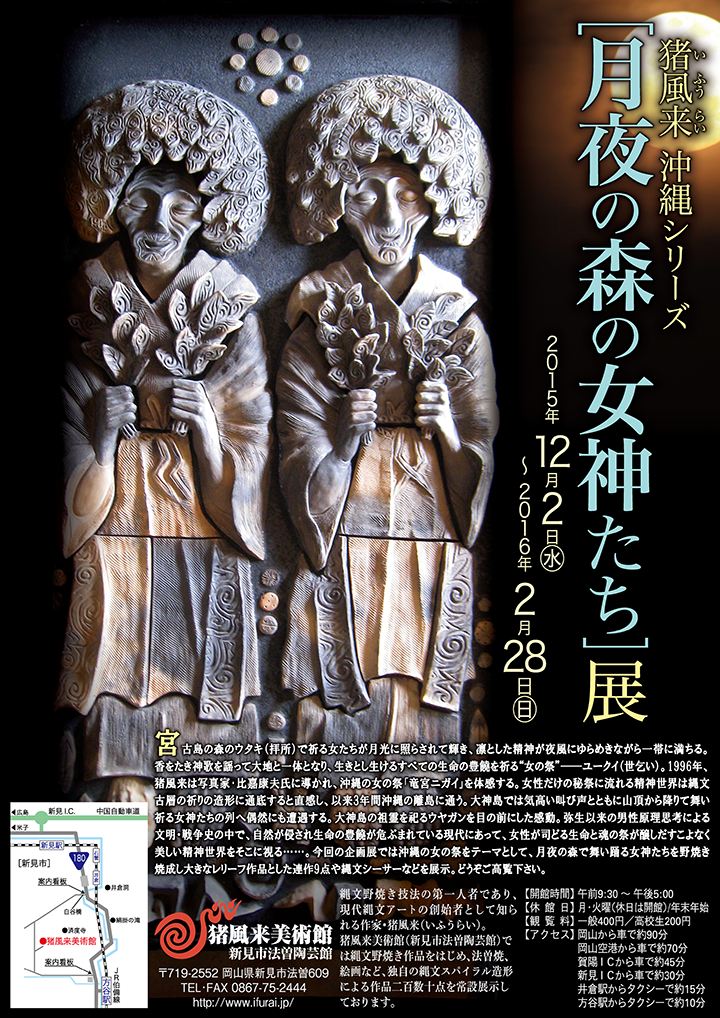 猪風来 沖縄シリーズ
いふうらい
[月夜の森の女神たち]展
2015年12月2日㊌
～2016年2月28日㊐
宮古島の森のウタキ（拝所）で祈る女たちが月光に照らされて輝き、凛とした精神が夜風にゆらめきながら一帯に満ちる。
香をたき神歌を謡って大地と一体となり、生きとし生けるすべての生命の豊饒を祈る“女の祭”――ユークイ（世乞い）。1996年、
猪風来は写真家・比嘉康夫氏に導かれ、沖縄の女の祭「竜宮ニガイ」を体感する。女性だけの秘祭に流れる精神世界は縄文
古層の祈りの造形に通底すると直感し、以来3年間沖縄の離島に通う。大神島では気高い叫び声とともに山頂から降りて舞い
祈る女神たちの列へ偶然にも遭遇する。大神島の祖霊を祀るウヤガンを目の前にした感動。弥生以来の男性原理思考による
文明・戦争史の中で、自然が侵され生命の豊饒が危ぶまれている現代にあって、女性が司どる生命と魂の祭が醸しだすこよなく
美しい精神世界をそこに視る……。今回の企画展では沖縄の女の祭をテーマとして、月夜の森で舞い踊る女神たちを野焼き
焼成し大きなレリーフ作品とした連作9点や縄文シーサーなどを展示。どうぞご高覧下さい。
◀広島
新見I.C.
中国自動車道
◀米子
新見駅
180
[新見市]
案内看板
井倉駅
●井倉洞
白谷橋
●絹掛の滝
●済度寺
●猪風来美術館
案内看板
JR伯備線
方谷駅
猪風来美術館
新見市法曽陶芸館
〒719-2552 岡山県新見市法曽609
TEL・FAX 0867-75-2444
http://www.ifurai.jp/
縄文野焼き技法の第一人者であり、
現代縄文アートの創始者として知ら
れる作家・猪風来（いふうらい）。
猪風来美術館（新見市法曽陶芸館）で
は縄文野焼き作品をはじめ、法曽焼、
絵画など、独自の縄文スパイラル造形
による作品二百数十点を常設展示し
ております。
【開館時間】午前9:30～午後5:00
【休館日】月・火曜（休日は開館）/年末年始
【観覧料】一般400円／高校生200円
【アクセス】岡山から車で約90分
岡山空港から車で約70分
賀陽ICから車で約45分
新見ICから車で約30分
井倉駅からタクシーで約15分
方谷駅からタクシーで約10分